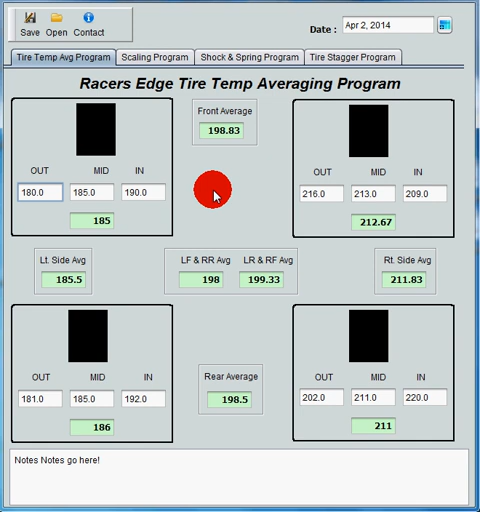 Save Open Contact
Date : Apr 2, 2014
Tire Temp Avg Program Scaling Program Shock & Spring Program Tire Stagger Program
Racers Edge Tire Temp Averaging Program
Front Average
198.83
OUT MID IN
180.0 185.0 190.0
185
OUT MID IN
216.0 213.0 209.0
212.67
Lt. Side Avg
185.5
LF & RR Avg LR & RF Avg
198 199.33
Rt. Side Avg
211.83
OUT MID IN
181.0 185.0 192.0
186
Rear Average
198.5
OUT MID IN
202.0 211.0 220.0
211
Notes Notes go here!